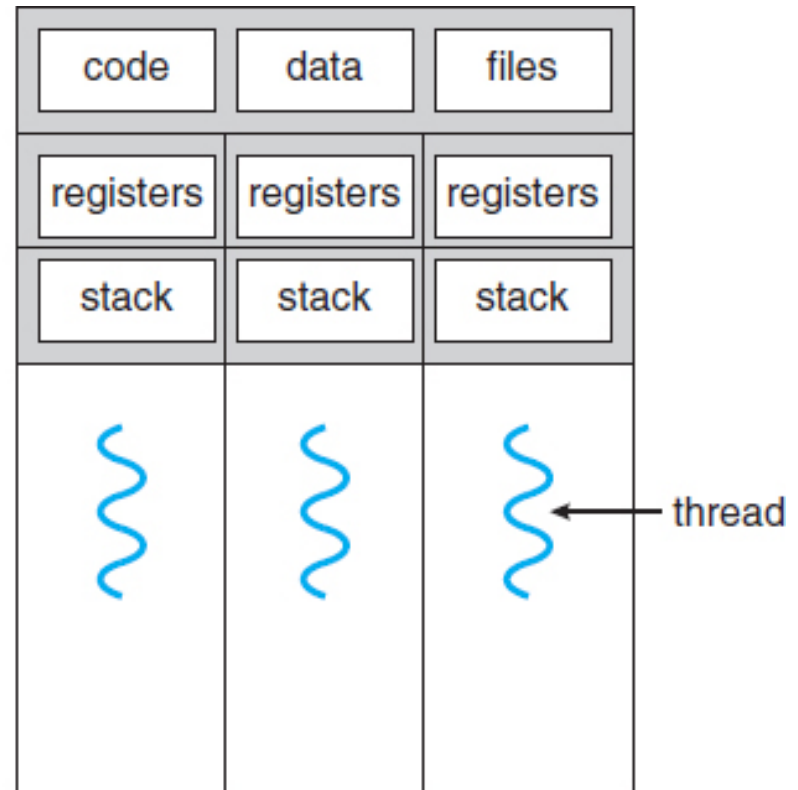 code data files
registers registers registers
stack stack stack
thread